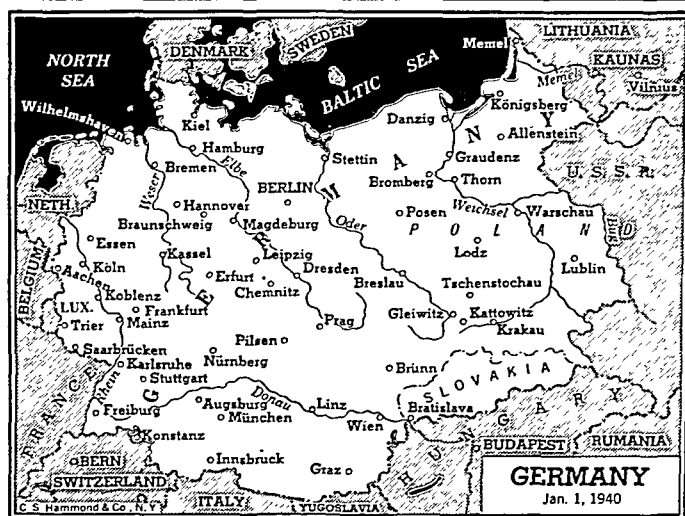 NORTH
SEA
DENMARK
SWEDEN
BALTIC SEA
Memel
LITHUANIA
KAUNAS
Memel
Vilnius
Wilhelmshaven
Kiel
Hamburg
Elbe
Bremen
Weser
Danzig
Königsberg
Allenstein
Stettin
Graudenz
Bromberg
Thorn
U.S.S.R.
NETH.
Hannover
BERLIN
Braunschweig
Magdeburg
Oder
Posen
Weichsel
Warschau
POLAND
Bug
Essen
Kassel
Leipzig
Lodz
Lublin
BELGIUM
Aachen
Köln
Erfurt
Dresden
Chemnitz
Breslau
Tschenstochau
LUX.
Koblenz
Frankfurt
Trier
Mainz
Prag
Gleiwitz
Kattowitz
Krakau
Pilsen
Saarbrücken
Karlsruhe
Nürnberg
Brünn
SLOVAKIA
Stuttgart
Rhein
Donau
FRANCE
Freiburg
Augsburg
München
Linz
Wien
Bratislava
Konstanz
BUDAPEST
RUMANIA
HUNGARY
BERN
SWITZERLAND
Innsbruck
Graz
ITALY
YUGOSLAVIA
GERMANY
GERMANY
Jan. 1, 1940
C. S. Hammond & Co., N.Y.